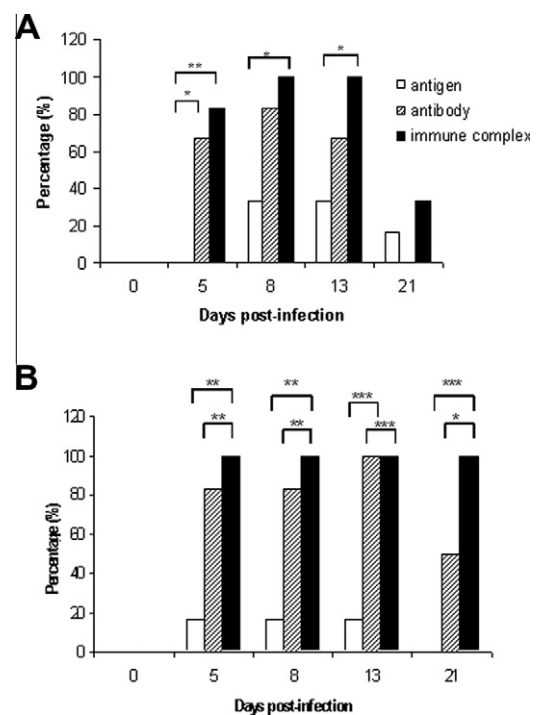 A
120
100
80
60
40
20
0
Percentage (%)
** * * *
antigen
antibody
immune complex
0 5 8 13 21
Days post-infection
B
120
100
80
60
40
20
0
Percentage (%)
** ** *** ***
** ** *** *
0 5 8 13 21
Days post-infection